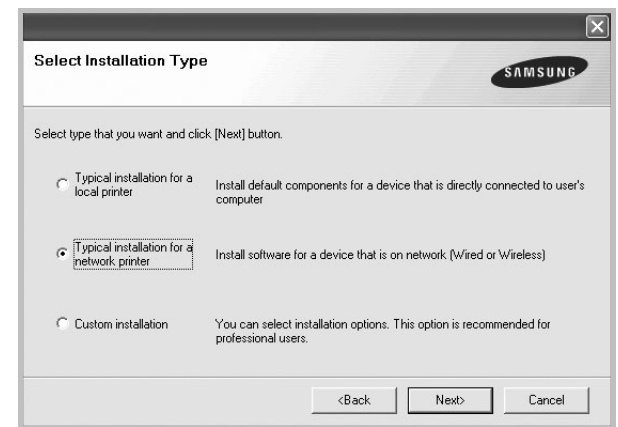 Select Installation Type
SAMSUNG
Select type that you want and click [Next] button.
Typical installation for a
local printer
Install default components for a device that is directly connected to user's
computer
Typical installation for a
network printer
Install software for a device that is on network (Wired or Wireless)
Custom installation
You can select installation options. This option is recommended for
professional users.
<Back
Next>
Cancel